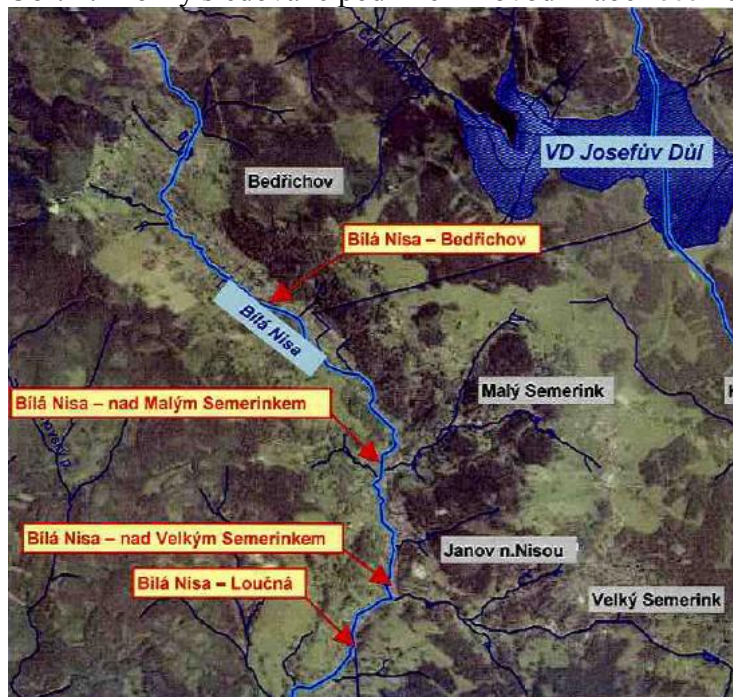 VD Josefův Důl
Bedřichov
Bílá Nisa – Bedřichov
Bílá Nisa
Malý Semerink
Bílá Nisa – nad Malým Semerinkem
Bílá Nisa – nad Velkým Semerinkem
Janov n.Nisou
Bílá Nisa – Loučná
Velký Semerink